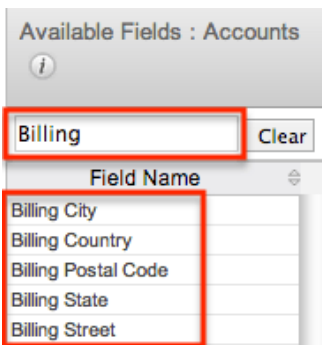 Available Fields : Accounts
i
Billing Clear
Field Name
Billing City
Billing Country
Billing Postal Code
Billing State
Billing Street